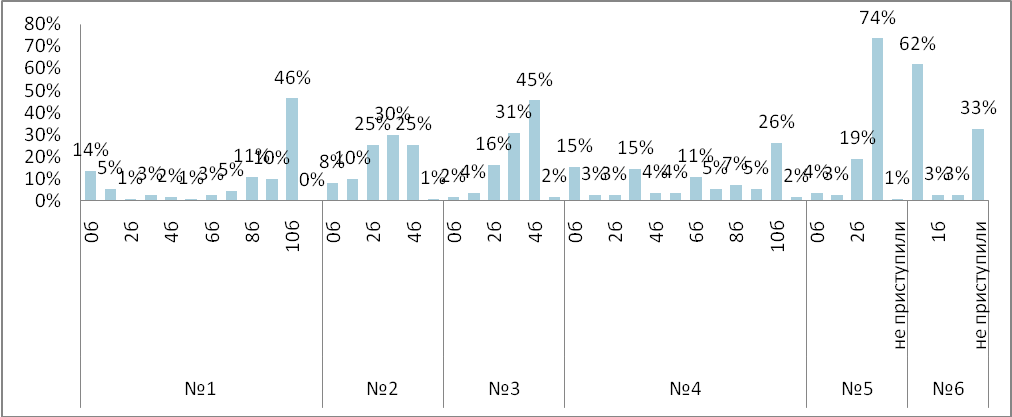 80%
70%
60%
50%
40%
30%
20%
10%
0%
14% 5% 1% 3% 2% 1% 3% 5% 11% 10% 46% 0%
8% 10% 25% 30% 25% 1%
2% 4% 16% 31% 45% 2%
15% 3% 3% 15% 4% 4% 11% 5% 7% 5% 26% 2%
4% 3% 19% 74% 1%
62% 3% 3% 33%
0б 2б 4б 6б 8б 10б
0б 2б 4б
0б 2б 4б
0б 2б 4б 6б 8б 10б
0б 2б не приступили
1б не приступили
№1 №2 №3 №4 №5 №6